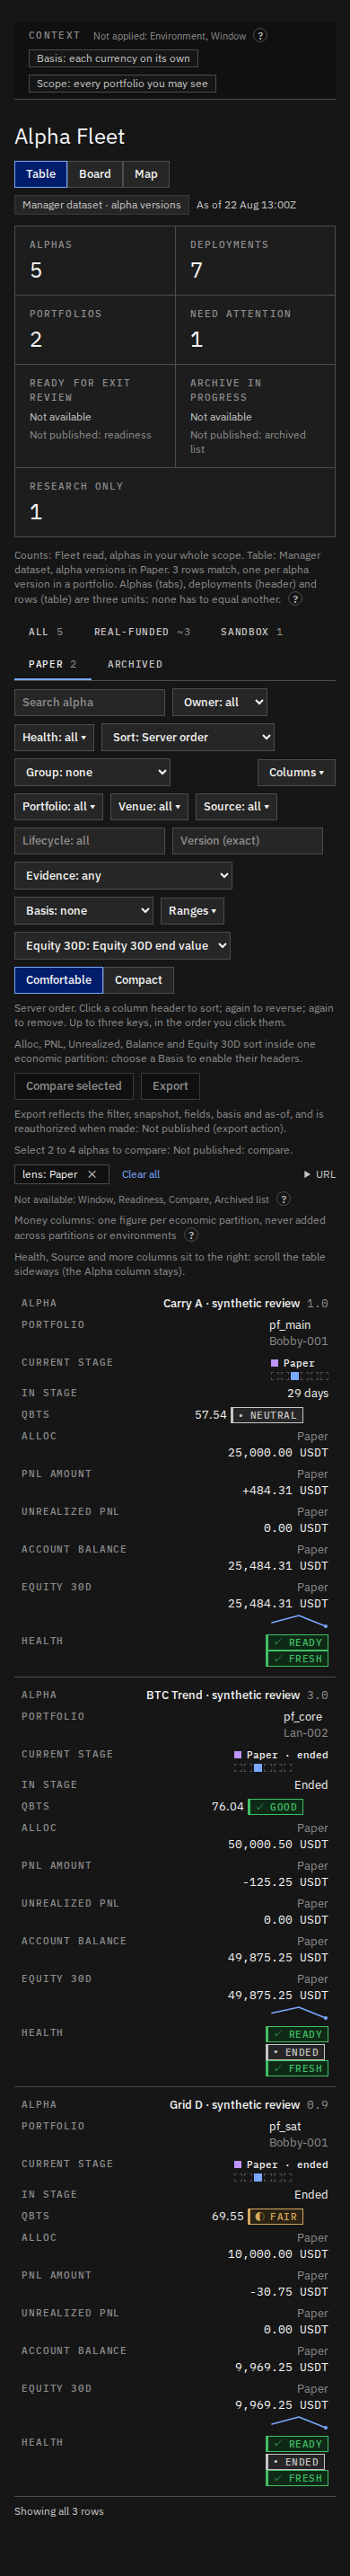 CONTEXT Not applied: Environment, Window ?
Basis: each currency on its own
Scope: every portfolio you may see
Alpha Fleet
Table Board Map
Manager dataset · alpha versions As of 22 Aug 13:00Z
ALPHAS DEPLOYMENTS
5 7
PORTFOLIOS NEED ATTENTION
2 1
READY FOR EXIT REVIEW
Not available
Not published: readiness
ARCHIVE IN PROGRESS
Not available
Not published: archived list
RESEARCH ONLY
1
Counts: Fleet read, alphas in your whole scope. Table: Manager
dataset, alpha versions in Paper. 3 rows match, one per alpha
version in a portfolio. Alphas (tabs), deployments (header) and
rows (table) are three units: none has to equal another. ?
ALL 5 REAL-FUNDED ~3 SANDBOX 1
PAPER 2 ARCHIVED
Search alpha Owner: all
Health: all ▾ Sort: Server order
Group: none Columns ▾
Portfolio: all ▾ Venue: all ▾ Source: all ▾
Lifecycle: all Version (exact)
Evidence: any
Basis: none Ranges ▾
Equity 30D: Equity 30D end value
Comfortable Compact
Server order. Click a column header to sort; again to reverse; again
to remove. Up to three keys, in the order you click them.
Alloc, PNL, Unrealized, Balance and Equity 30D sort inside one
economic partition: choose a Basis to enable their headers.
Compare selected Export
Export reflects the filter, snapshot, fields, basis and as-of, and is
reauthorized when made: Not published (export action).
Select 2 to 4 alphas to compare: Not published: compare.
lens: Paper ✕ Clear all ▶ URL
Not available: Window, Readiness, Compare, Archived list ?
Money columns: one figure per economic partition, never added
across partitions or environments ?
Health, Source and more columns sit to the right: scroll the table
sideways (the Alpha column stays).
ALPHA Carry A · synthetic review 1.0
PORTFOLIO pf_main
Bobby-001
CURRENT STAGE Paper
IN STAGE 29 days
QBTS 57.54 • NEUTRAL
ALLOC Paper
25,000.00 USDT
PNL AMOUNT Paper
+484.31 USDT
UNREALIZED PNL Paper
0.00 USDT
ACCOUNT BALANCE Paper
25,484.31 USDT
EQUITY 30D Paper
25,484.31 USDT
HEALTH ✓ READY
✓ FRESH
ALPHA BTC Trend · synthetic review 3.0
PORTFOLIO pf_core
Lan-002
CURRENT STAGE Paper · ended
IN STAGE Ended
QBTS 76.04 ✓ GOOD
ALLOC Paper
50,000.50 USDT
PNL AMOUNT Paper
-125.25 USDT
UNREALIZED PNL Paper
0.00 USDT
ACCOUNT BALANCE Paper
49,875.25 USDT
EQUITY 30D Paper
49,875.25 USDT
HEALTH ✓ READY
• ENDED
✓ FRESH
ALPHA Grid D · synthetic review 0.9
PORTFOLIO pf_sat
Bobby-001
CURRENT STAGE Paper · ended
IN STAGE Ended
QBTS 69.55 ◐ FAIR
ALLOC Paper
10,000.00 USDT
PNL AMOUNT Paper
-30.75 USDT
UNREALIZED PNL Paper
0.00 USDT
ACCOUNT BALANCE Paper
9,969.25 USDT
EQUITY 30D Paper
9,969.25 USDT
HEALTH ✓ READY
• ENDED
✓ FRESH
Showing all 3 rows